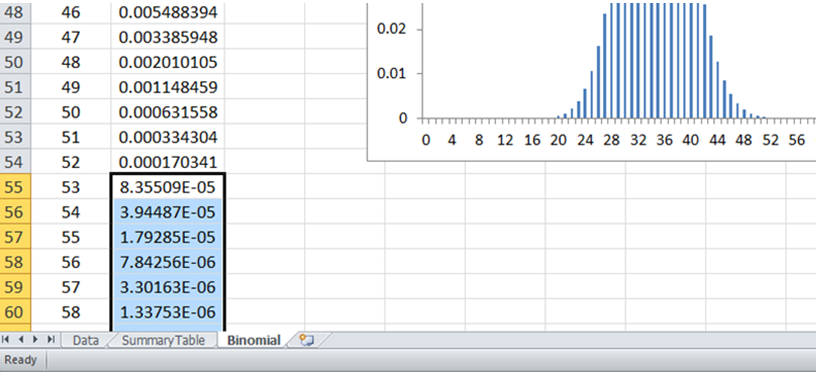 48 46 0.005488394
49 47 0.003385948
50 48 0.002010105
51 49 0.001148459
52 50 0.000631558
53 51 0.000334304
54 52 0.000170341
55 53 8.35509E-05
56 54 3.94487E-05
57 55 1.79285E-05
58 56 7.84256E-06
59 57 3.30163E-06
60 58 1.33753E-06
0.02
0.01
0
0 4 8 12 16 20 24 28 32 36 40 44 48 52 56
Data SummaryTable Binomial
Ready